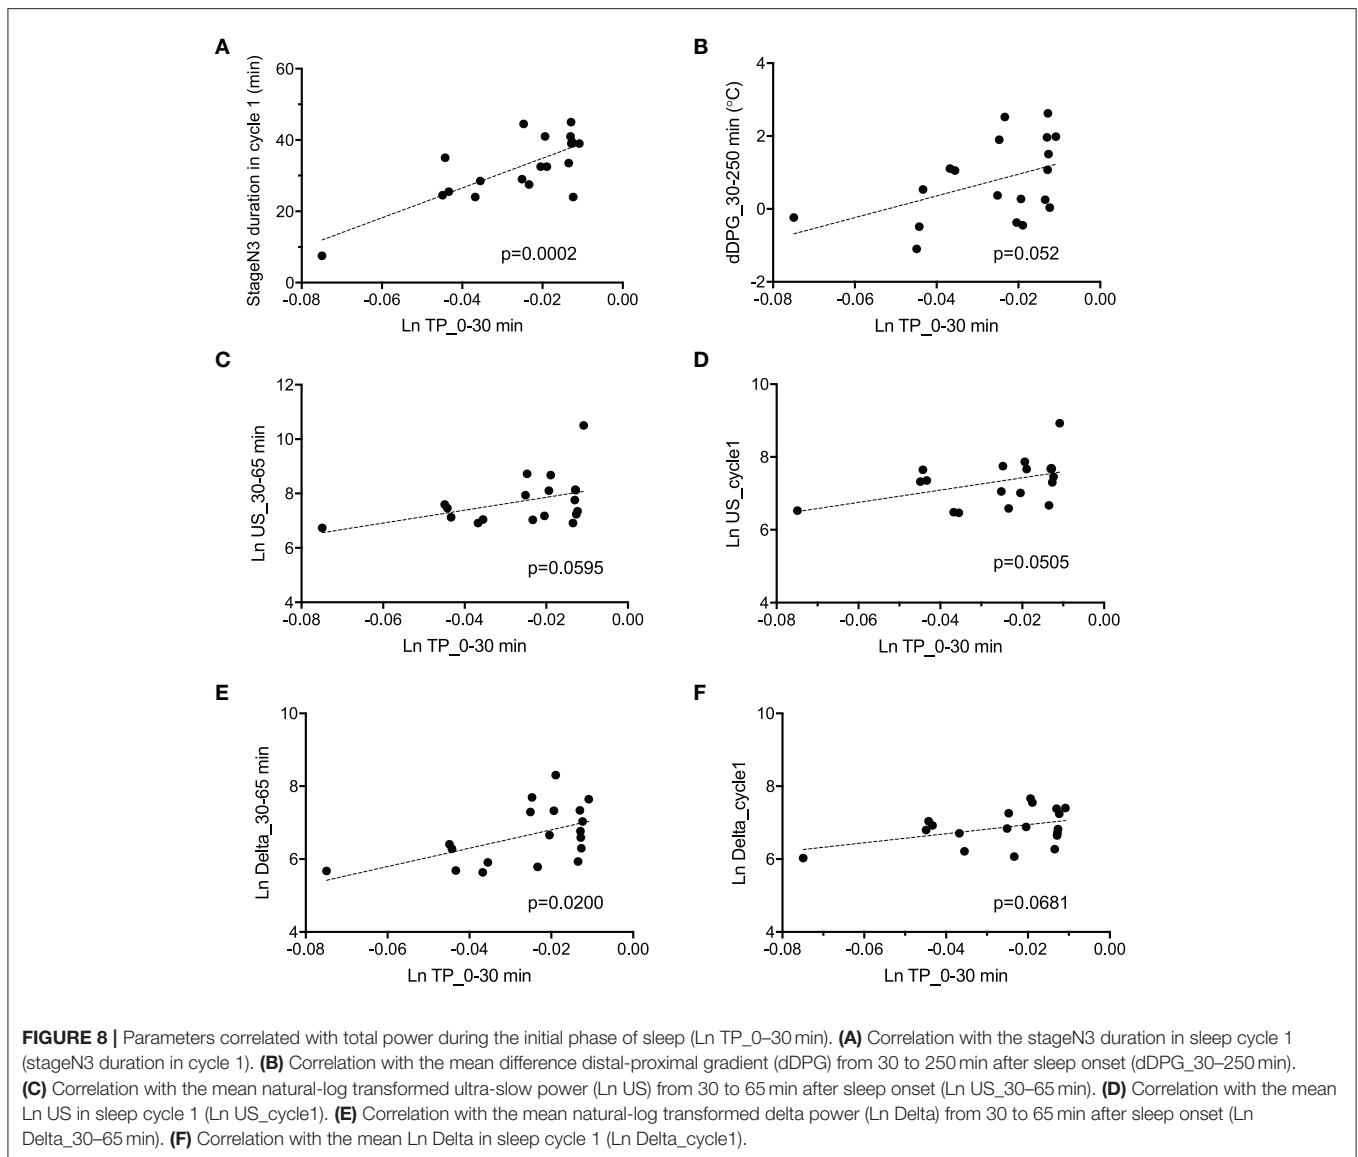 A
StageN3 duration in cycle 1 (min)
60
40
20
0
-0.08
-0.06
-0.04
-0.02
0.00
p=0.0002
Ln TP_0-30 min
B
dDPG_30-250 min (°C)
4
2
0
-2
-0.08
-0.06
-0.04
-0.02
0.00
p=0.052
Ln TP_0-30 min
C
Ln US_30-65 min
12
10
8
6
4
-0.08
-0.06
-0.04
-0.02
0.00
p=0.0595
Ln TP_0-30 min
D
Ln US_cycle1
10
8
6
4
-0.08
-0.06
-0.04
-0.02
0.00
p=0.0505
Ln TP_0-30 min
E
Ln Delta_30-65 min
10
8
6
4
-0.08
-0.06
-0.04
-0.02
0.00
p=0.0200
Ln TP_0-30 min
F
Ln Delta_cycle1
10
8
6
4
-0.08
-0.06
-0.04
-0.02
0.00
p=0.0681
Ln TP_0-30 min
FIGURE 8 | Parameters correlated with total power during the initial phase of sleep (Ln TP_0–30 min). (A) Correlation with the stageN3 duration in sleep cycle 1
(stageN3 duration in cycle 1). (B) Correlation with the mean difference distal-proximal gradient (dDPG) from 30 to 250 min after sleep onset (dDPG_30–250 min).
(C) Correlation with the mean natural-log transformed ultra-slow power (Ln US) from 30 to 65 min after sleep onset (Ln US_30–65 min). (D) Correlation with the mean
Ln US in sleep cycle 1 (Ln US_cycle1). (E) Correlation with the mean natural-log transformed delta power (Ln Delta) from 30 to 65 min after sleep onset (Ln
Delta_30–65 min). (F) Correlation with the mean Ln Delta in sleep cycle 1 (Ln Delta_cycle1).